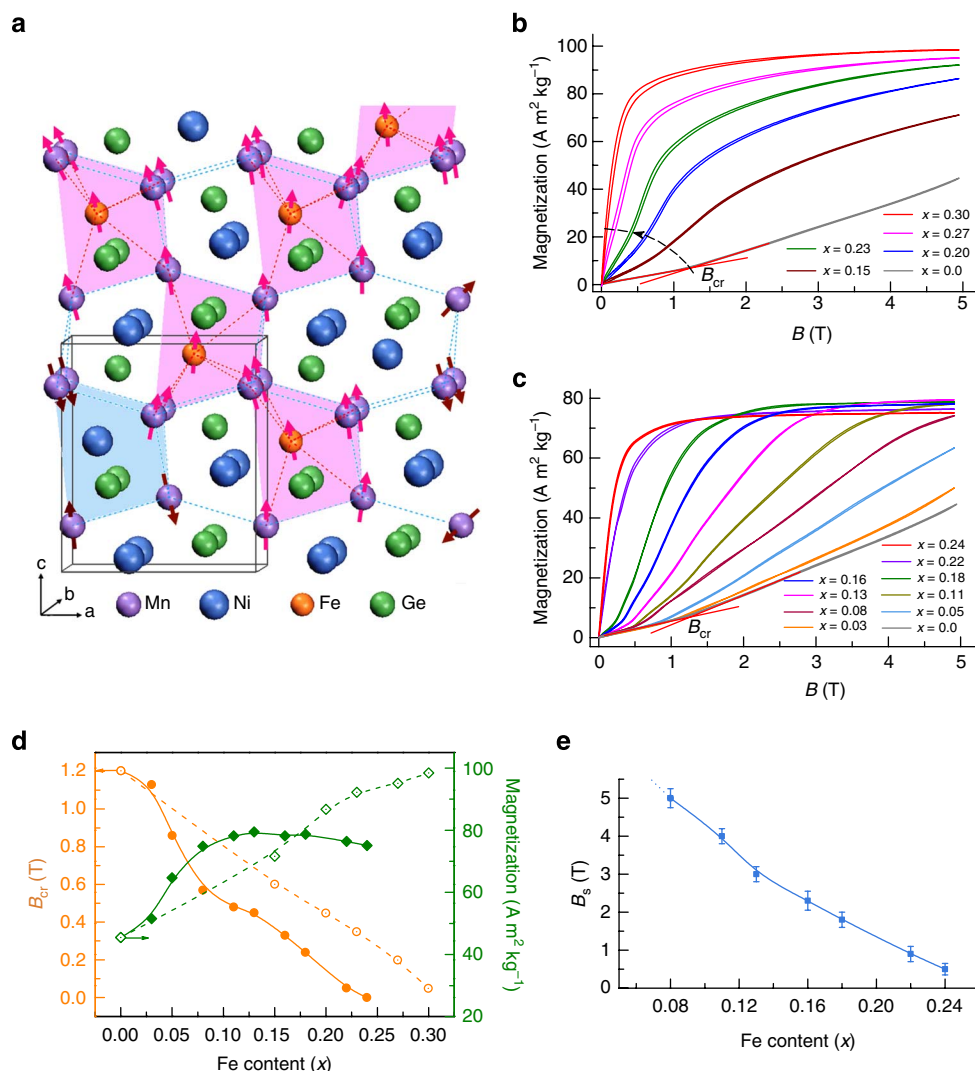 a
c
b
a
Mn
Ni
Fe
Ge
b
Magnetization (A m² kg⁻¹)
100
80
60
40
20
0
0
1
2
3
4
5
B (T)
Bcr
x = 0.30
x = 0.27
x = 0.23
x = 0.20
x = 0.15
x = 0.0
c
Magnetization (A m² kg⁻¹)
80
60
40
20
0
0
1
2
3
4
5
B (T)
Bcr
x = 0.24
x = 0.22
x = 0.16
x = 0.18
x = 0.13
x = 0.11
x = 0.08
x = 0.05
x = 0.03
x = 0.0
d
Bcr (T)
1.2
1.0
0.8
0.6
0.4
0.2
0.0
0.00 0.05 0.10 0.15 0.20 0.25 0.30
Fe content (x)
100
80
60
40
20
Magnetization (A m² kg⁻¹)
e
Bs (T)
5
4
3
2
1
0
0.08 0.12 0.16 0.20 0.24
Fe content (x)